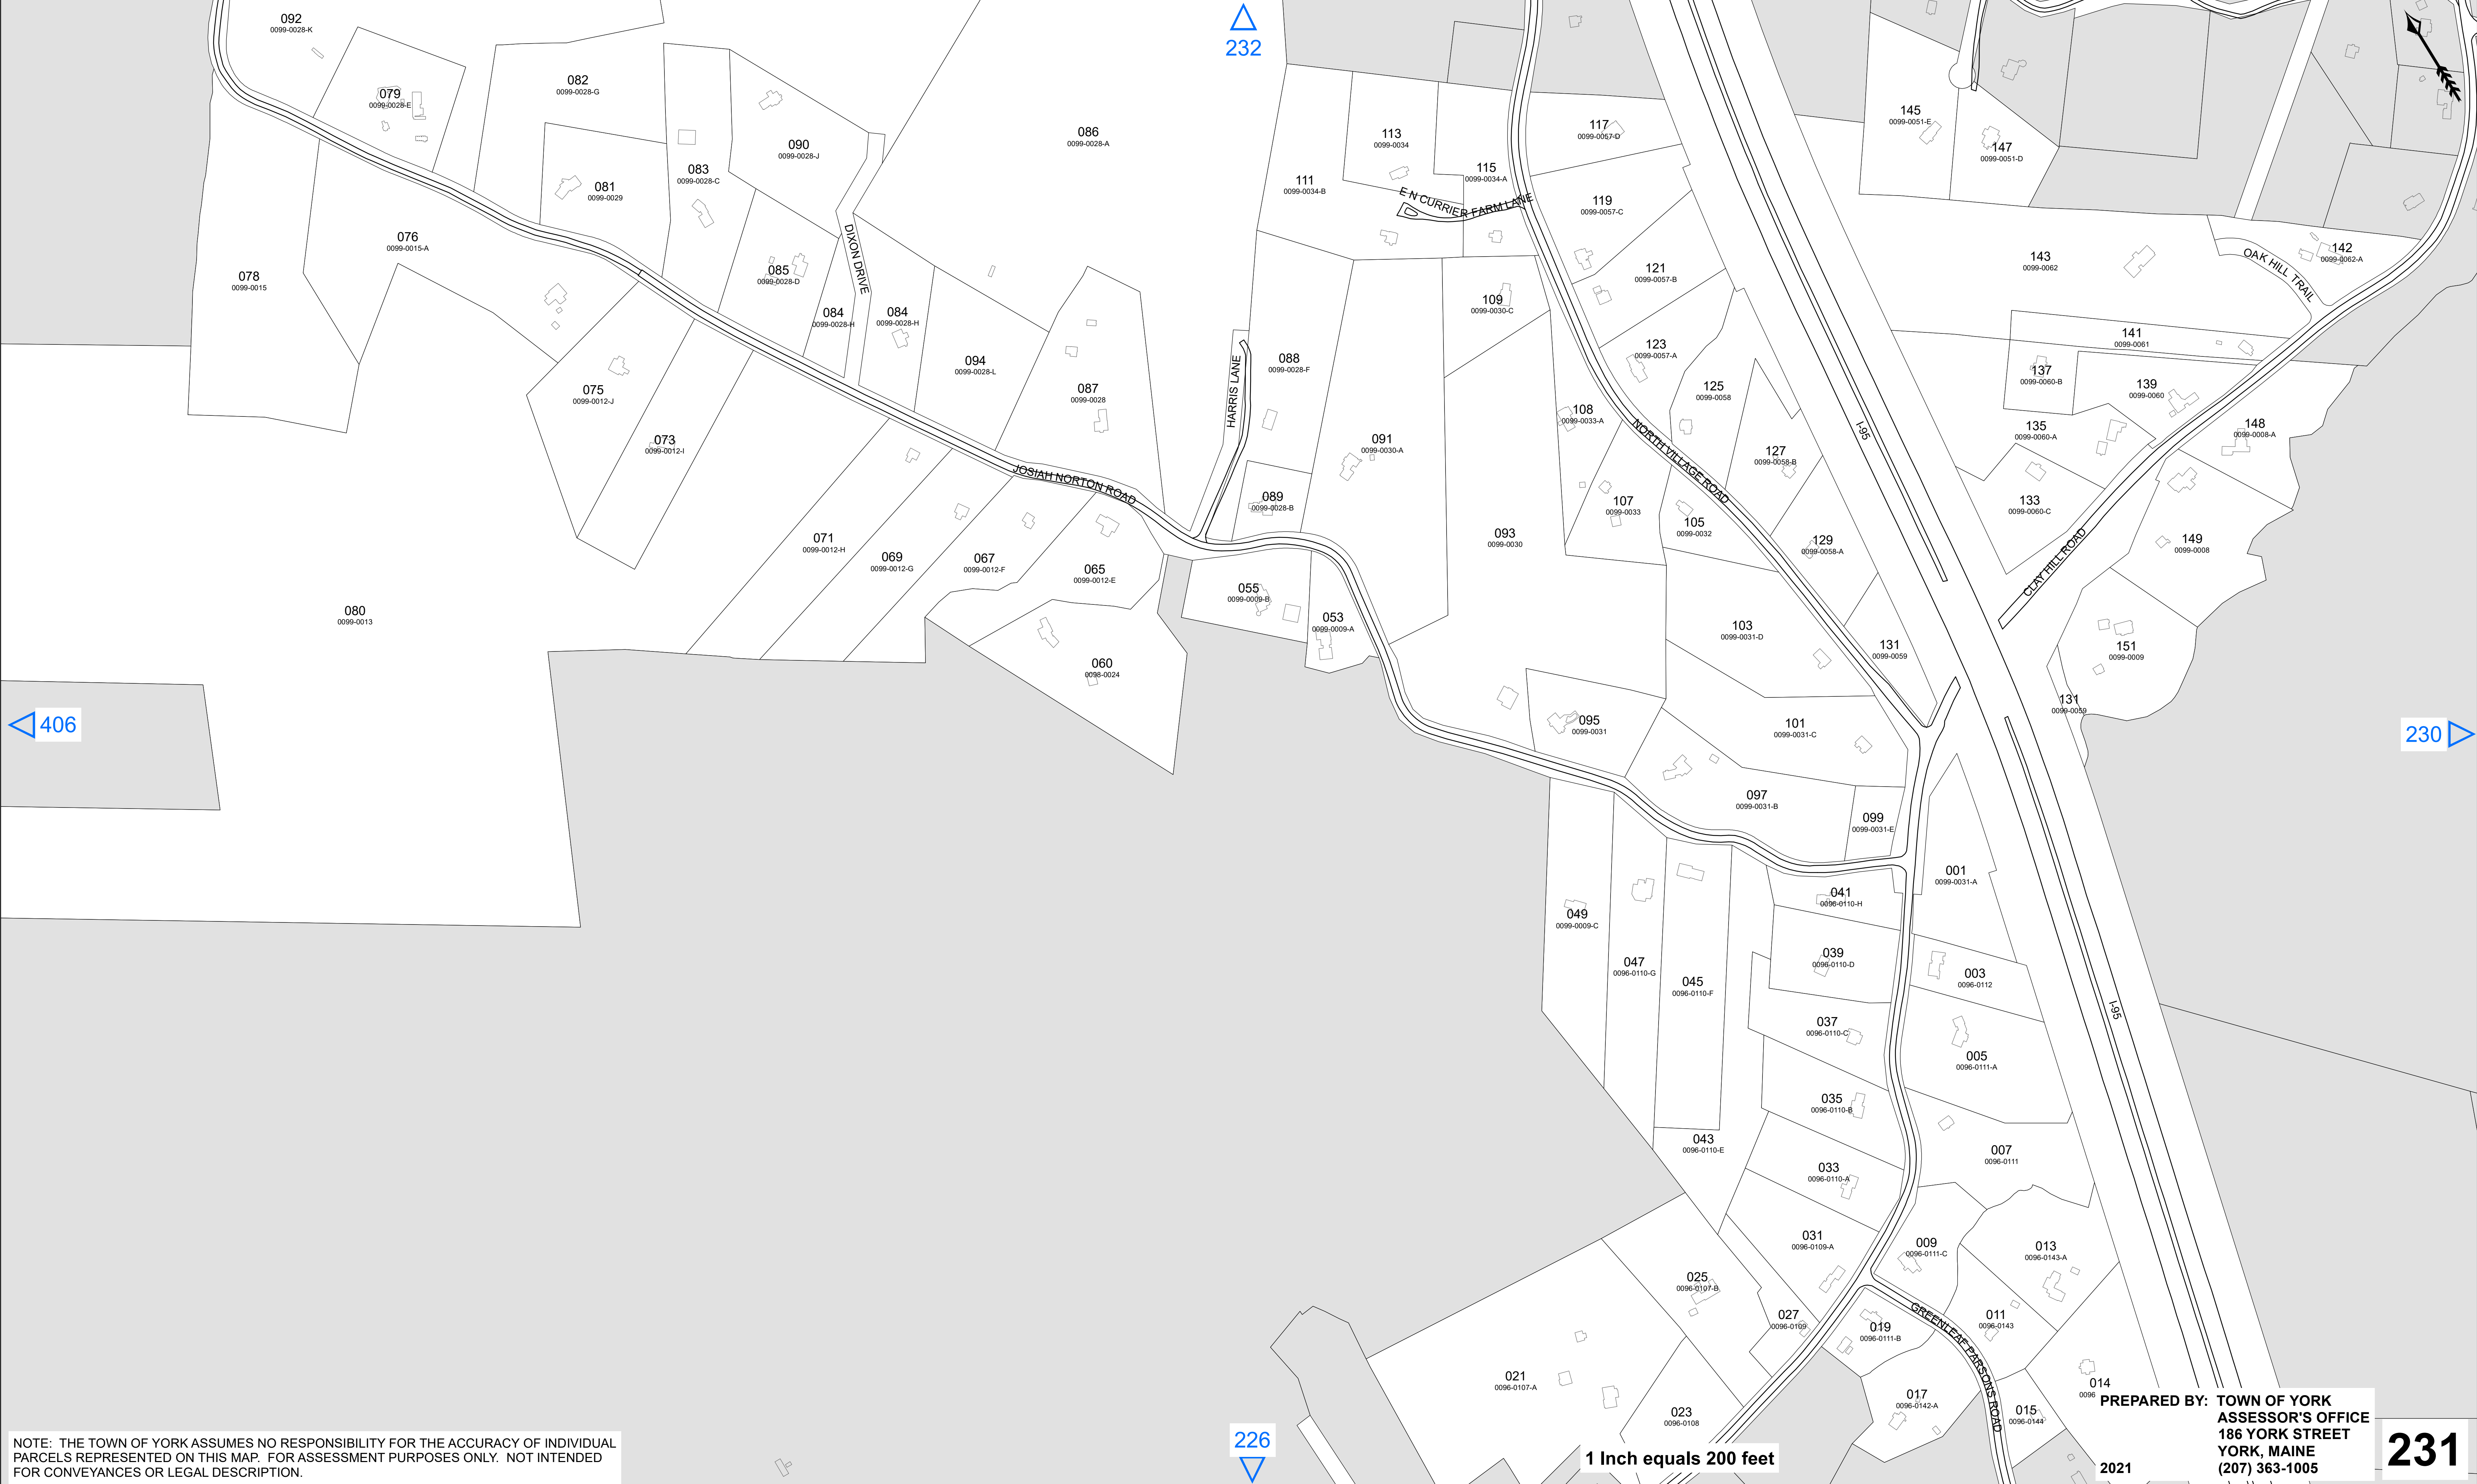 092
0099-0028-K
232
079
0099-0028-E
082
0099-0028-G
086
0099-0028-A
090
0099-0028-J
083
0099-0028-C
081
0099-0029
113
0099-0034
117
0099-0057-D
145
0099-0051-E
147
0099-0051-D
111
0099-0034-B
115
0099-0034-A
E N CURRIER FARM LANE
119
0099-0057-C
078
0099-0015
076
0099-0015-A
085
0099-0028-D
DIXON DRIVE
121
0099-0057-B
143
0099-0062
OAK HILL TRAIL
142
0099-0062-A
084
0099-0028-H
084
0099-0028-H
109
0099-0030-C
075
0099-0012-J
094
0099-0028-L
087
0099-0028
HARRIS LANE
088
0099-0028-F
123
0099-0057-A
125
0099-0058
141
0099-0061
137
0099-0060-B
139
0099-0060
073
0099-0012-I
091
0099-0030-A
108
0099-0033-A
NORTH VILLAGE ROAD
I-95
127
0099-0058-B
135
0099-0060-A
148
0099-0008-A
JOSIAH NORTON ROAD
089
0099-0028-B
107
0099-0033
105
0099-0032
133
0099-0060-C
071
0099-0012-H
069
0099-0012-G
067
0099-0012-F
065
0099-0012-E
093
0099-0030
129
0099-0058-A
CLAY HILL ROAD
149
0099-0008
080
0099-0013
055
0099-0009-B
053
0099-0009-A
103
0099-0031-D
131
0099-0059
151
0099-0009
060
0098-0024
131
0099-0059
406
095
0099-0031
101
0099-0031-C
230
097
0099-0031-B
099
0099-0031-E
001
0099-0031-A
041
0096-0110-H
049
0099-0009-C
047
0096-0110-G
045
0096-0110-F
039
0096-0110-D
003
0096-0112
I-95
037
0096-0110-C
005
0096-0111-A
035
0096-0110-B
043
0096-0110-E
007
0096-0111
033
0096-0110-A
031
0096-0109-A
009
0096-0111-C
013
0096-0143-A
025
0096-0107-B
027
0096-0109
019
0096-0111-B
GREENLEAF PARSONS ROAD
011
0096-0143
021
0096-0107-A
023
0096-0108
017
0096-0142-A
015
0096-0144
014
0096
226
NOTE: THE TOWN OF YORK ASSUMES NO RESPONSIBILITY FOR THE ACCURACY OF INDIVIDUAL
PARCELS REPRESENTED ON THIS MAP. FOR ASSESSMENT PURPOSES ONLY. NOT INTENDED
FOR CONVEYANCES OR LEGAL DESCRIPTION.
1 Inch equals 200 feet
PREPARED BY: TOWN OF YORK
ASSESSOR'S OFFICE
186 YORK STREET
YORK, MAINE
2021 (207) 363-1005
231